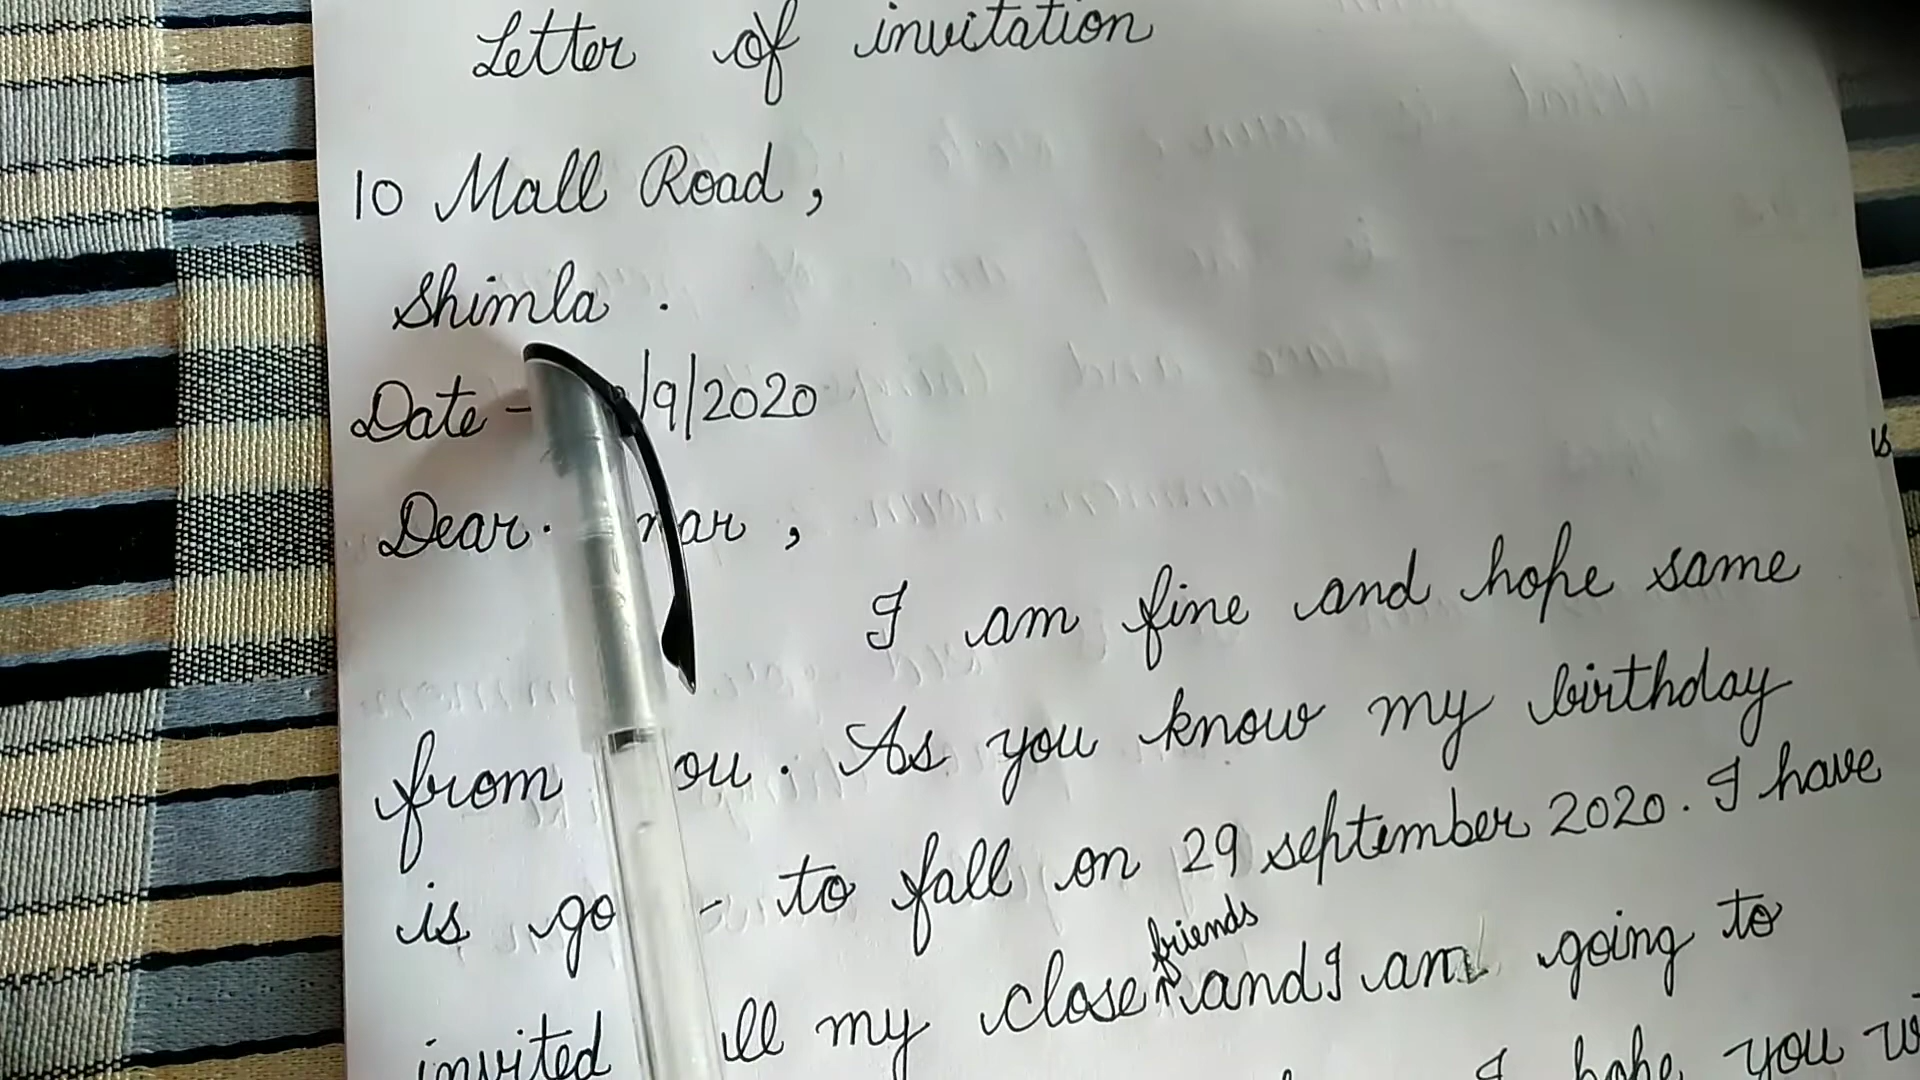 Letter of invitation
10 Mall Road,
Shimla .
Date - /9/2020
Dear. ,
I am fine and hope same
from . As you know my birthday
is to fall on 29 september 2020. I have
friends
invited my close and I am going to
I hope you